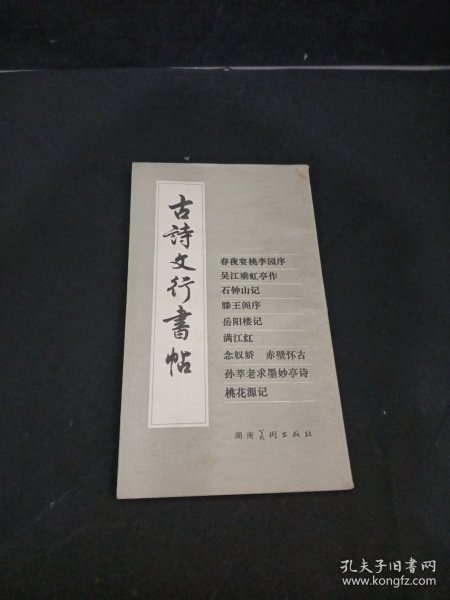 古詩文行書帖
春夜宴桃李园序
吴江垂虹亭作
石钟山记
滕王阁序
岳阳楼记
满江红
念奴娇 赤壁怀古
孙莘老求墨妙亭诗
桃花源记
湖南美术出版社
孔夫子旧书网
www.kongfz.com